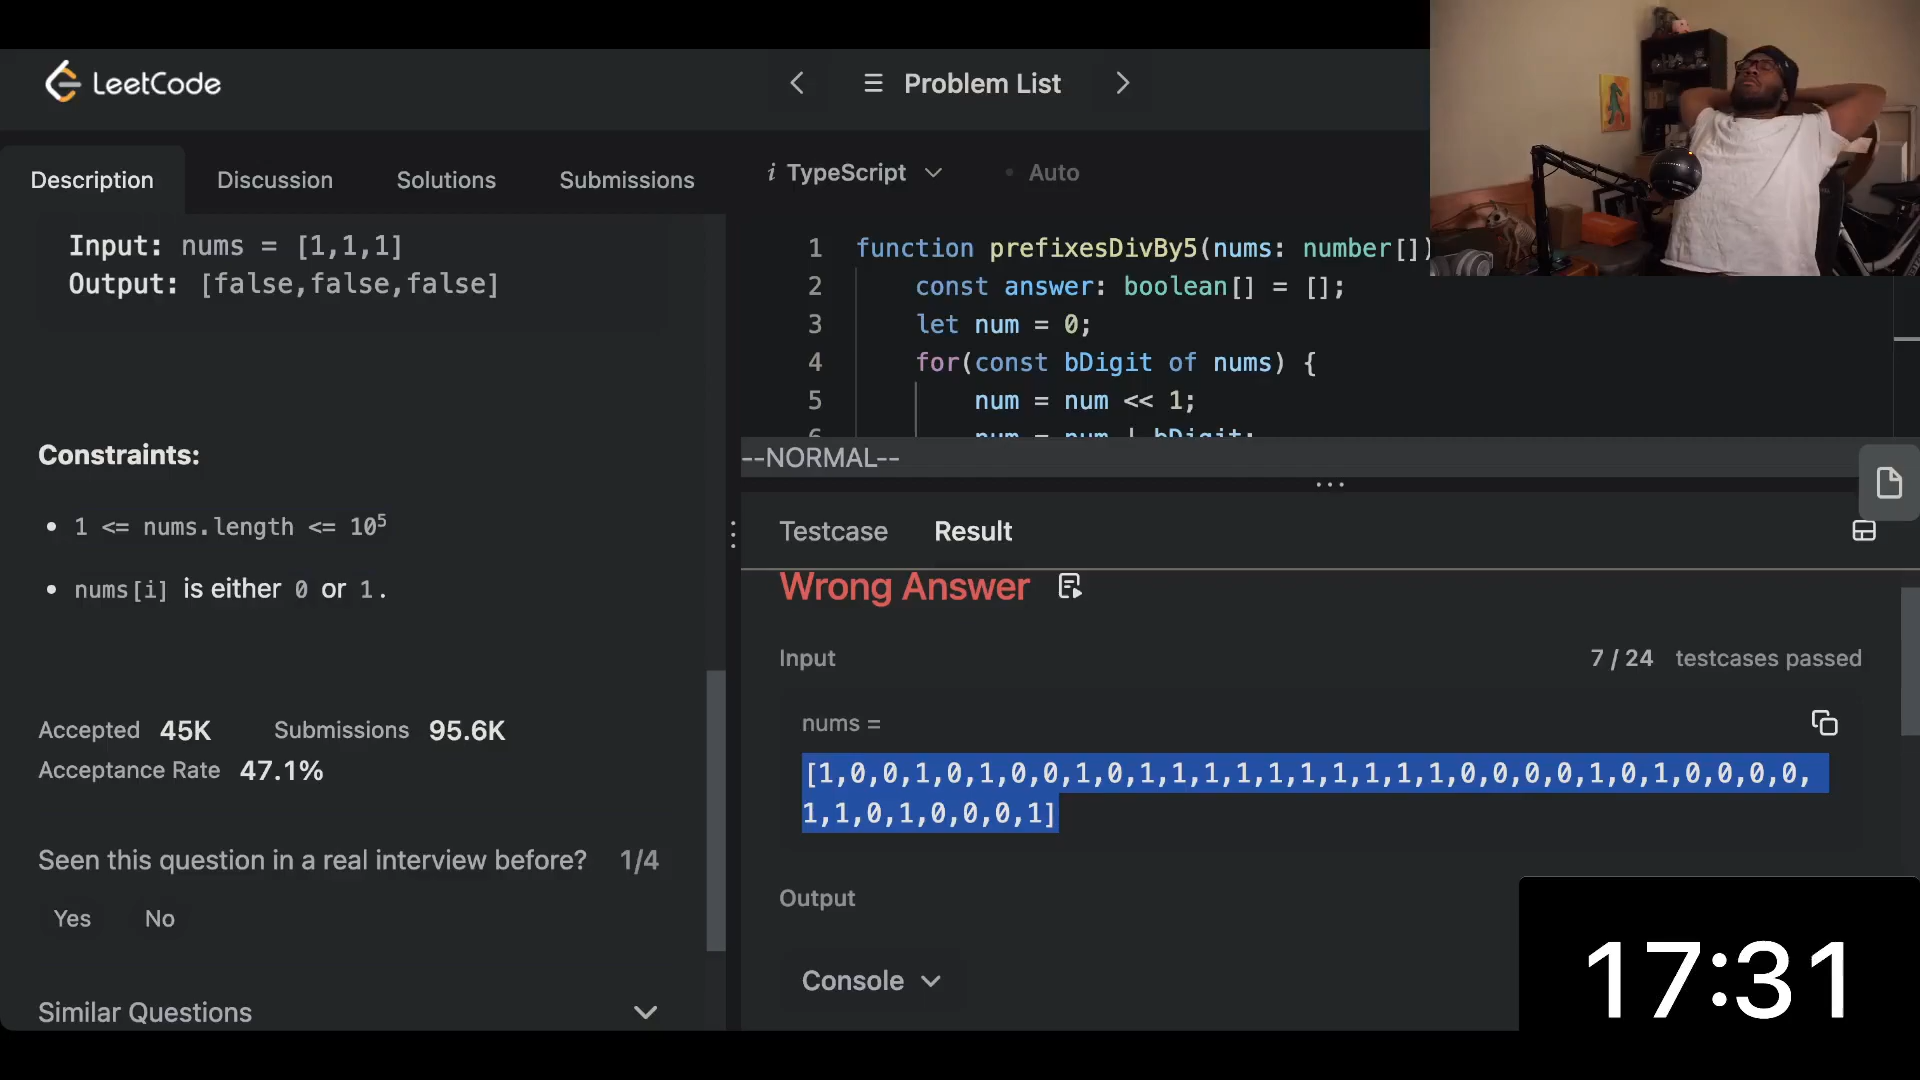 LeetCode
Problem List
Description
Discussion
Solutions
Submissions
i TypeScript
• Auto
Input: nums = [1,1,1]
Output: [false,false,false]
Constraints:
• 1 <= nums.length <= 10⁵
• nums[i] is either 0 or 1.
Accepted 45K Submissions 95.6K
Acceptance Rate 47.1%
Seen this question in a real interview before? 1/4
Yes No
Similar Questions
1 function prefixesDivBy5(nums: number[])
2 const answer: boolean[] = [];
3 let num = 0;
4 for(const bDigit of nums) {
5 num = num << 1;
6 num = num | bDigit;
--NORMAL--
Testcase Result
Wrong Answer
Input 7 / 24 testcases passed
nums =
[1,0,0,1,0,1,0,0,1,0,1,1,1,1,1,1,1,1,1,1,0,0,0,0,1,0,1,0,0,0,0,
1,1,0,1,0,0,0,1]
Output
Console
17:31